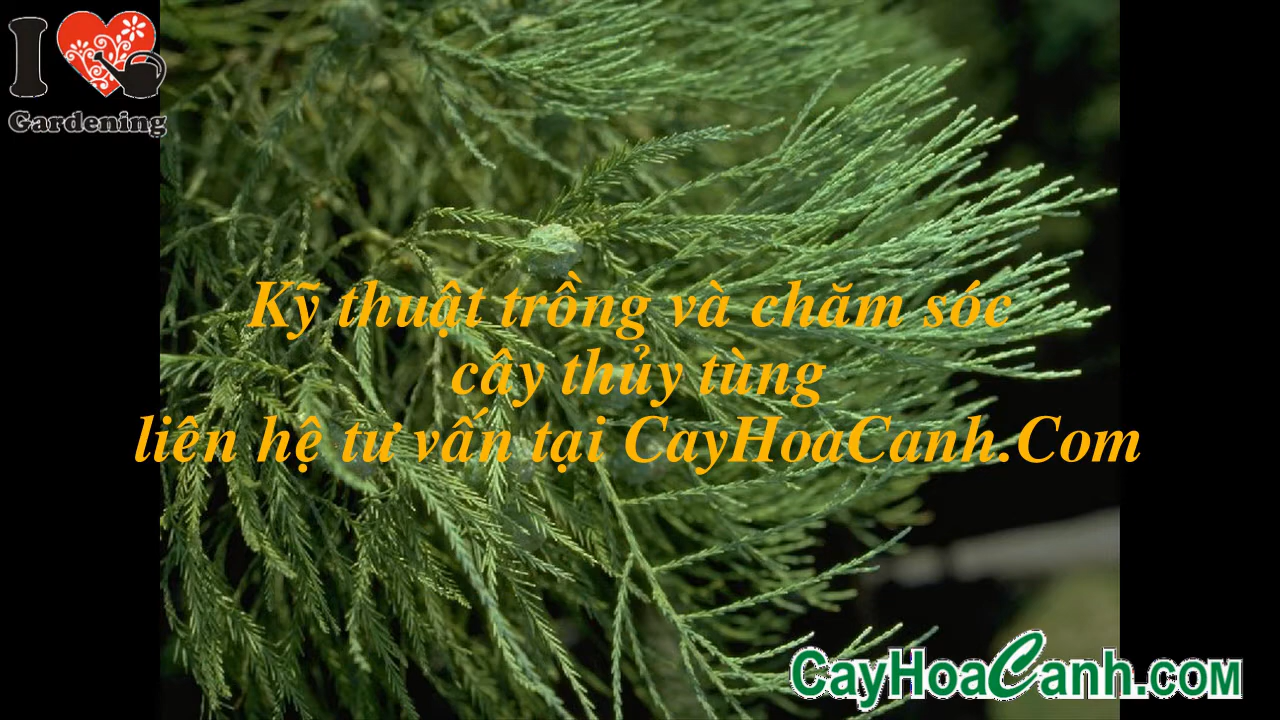 I
Gardening
Kỹ thuật trồng và chăm sóc
cây thủy tùng
liên hệ tư vấn tại CayHoaCanh.Com
CayHoaCanh.com